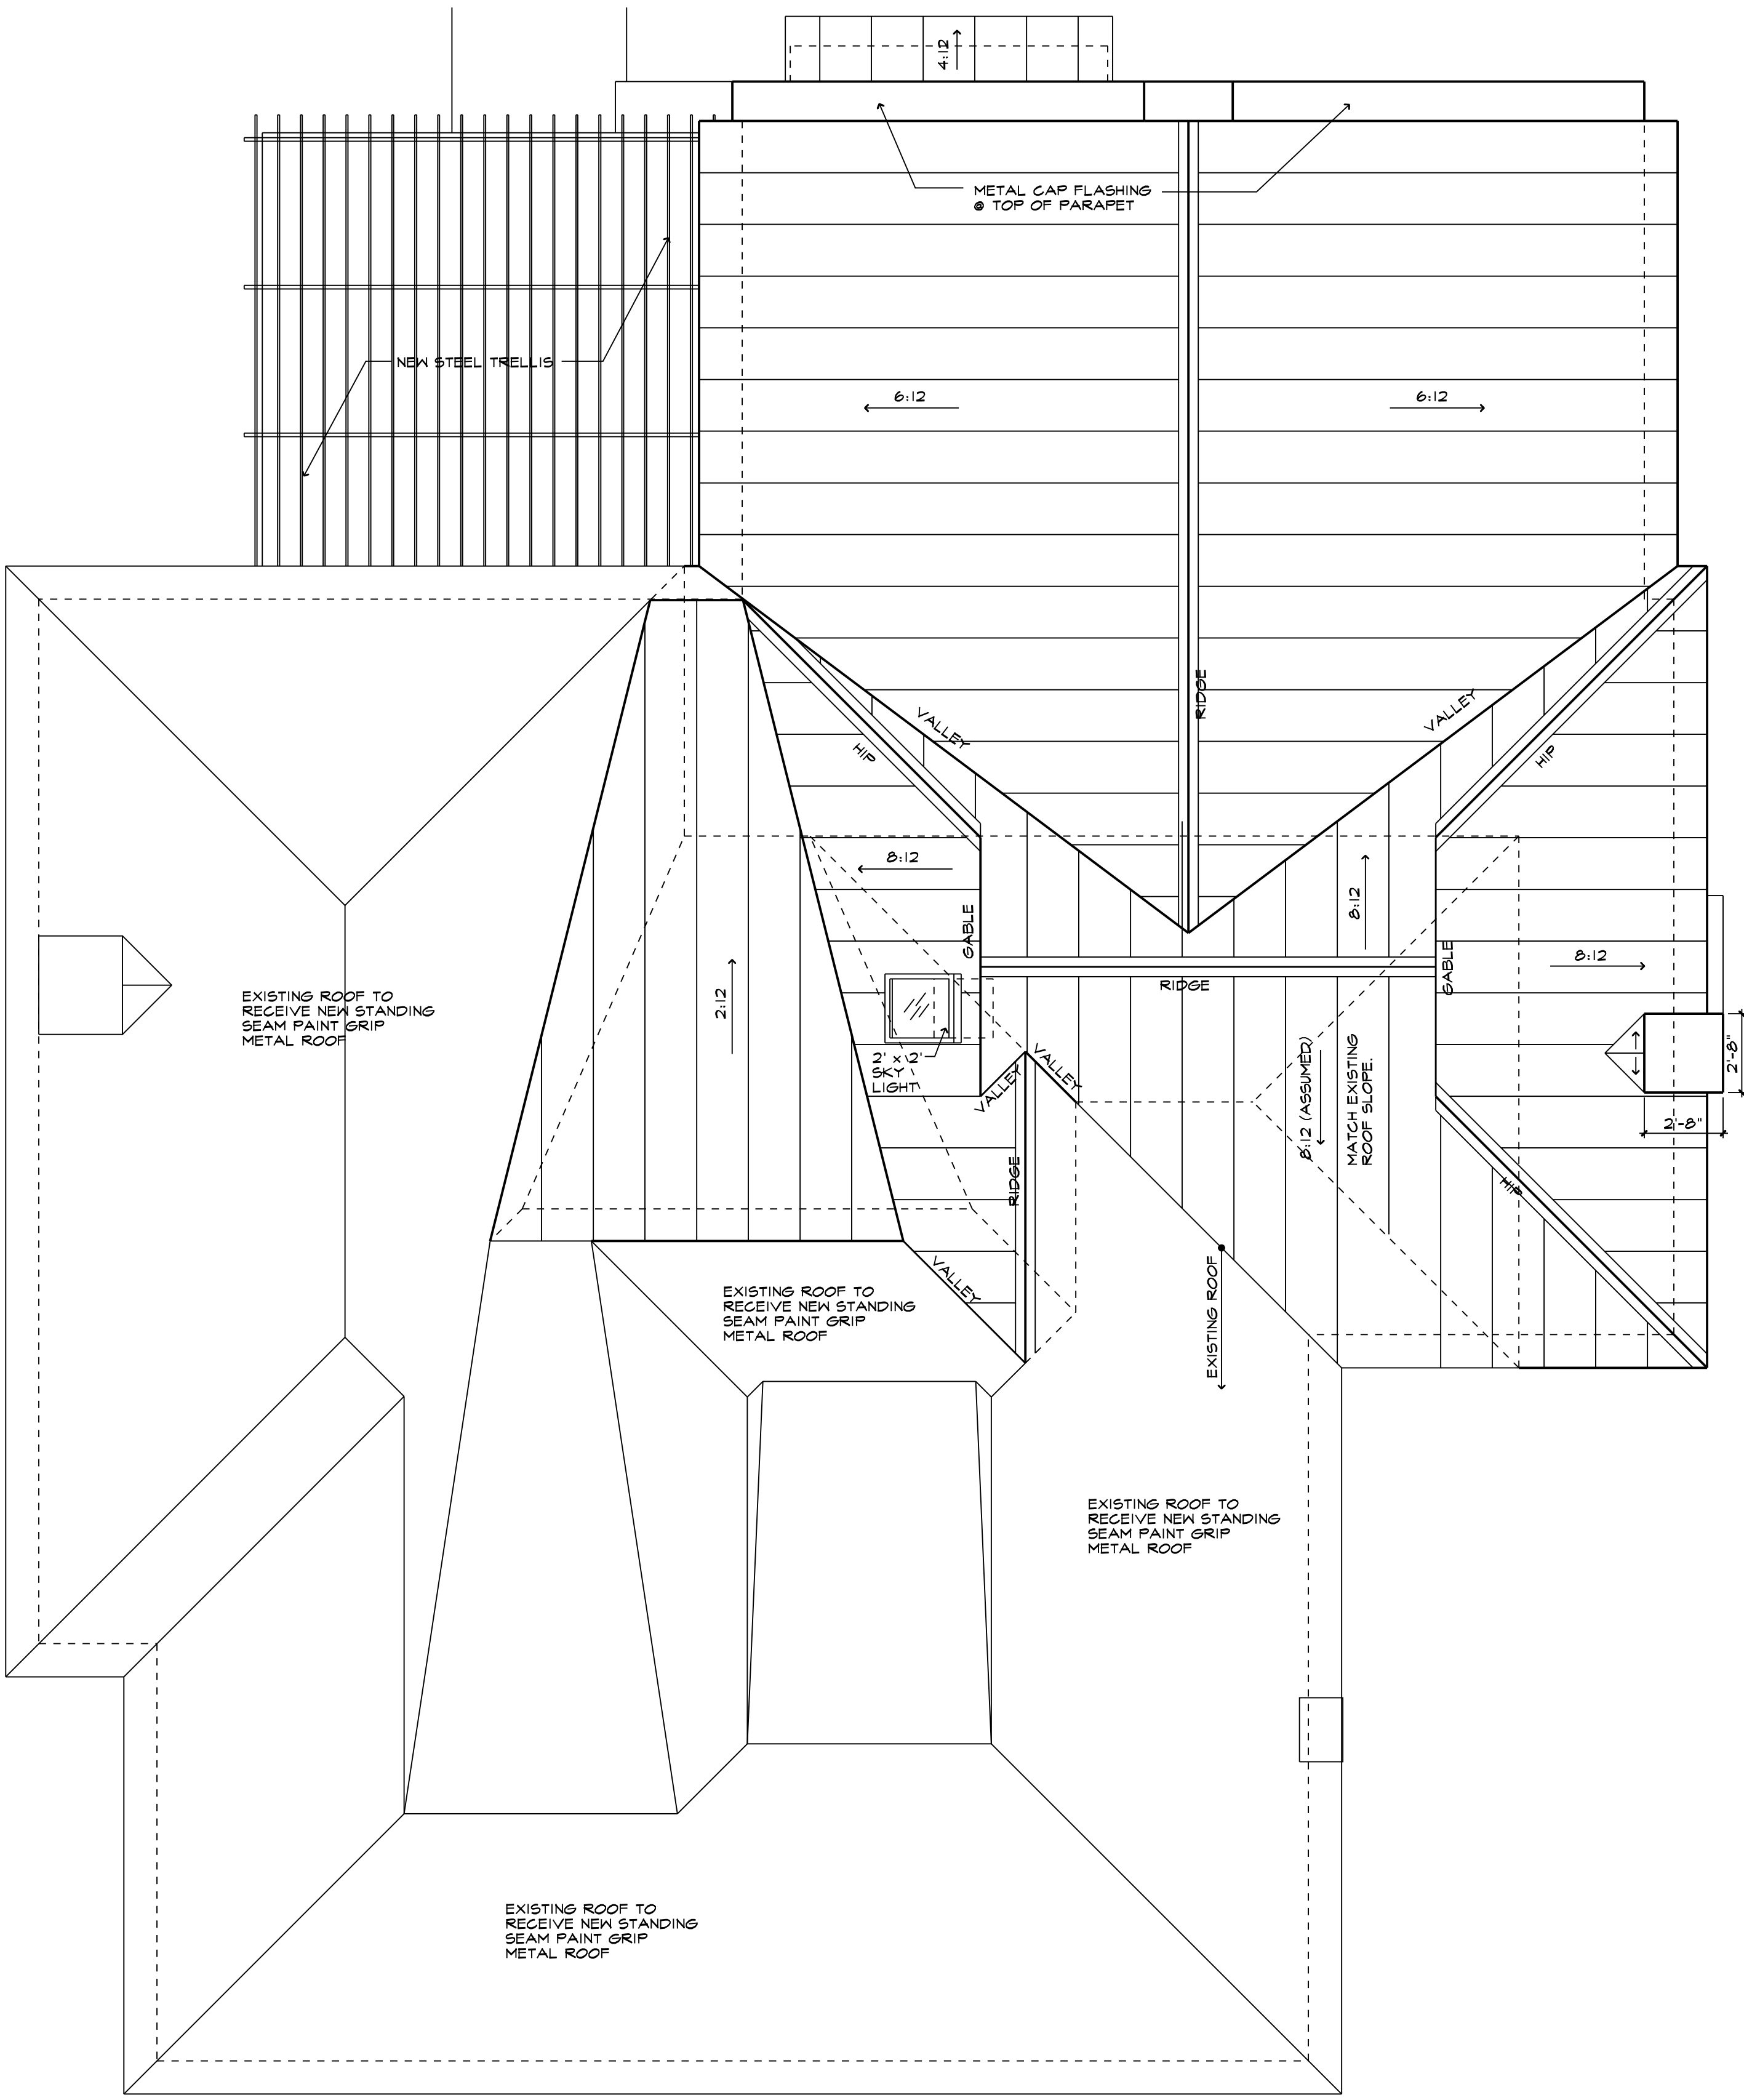 4:12
METAL CAP FLASHING
@ TOP OF PARAPET
NEW STEEL TRELLIS
6:12
6:12
RIDGE
VALLEY
VALLEY
HIP
HIP
8:12
8:12
GABLE
GABLE
8:12
RIDGE
2:12
EXISTING ROOF TO
RECEIVE NEW STANDING
SEAM PAINT GRIP
METAL ROOF
2' x 2'
SKY
LIGHT
VALLEY
VALLEY
8:12 (ASSUMED)
MATCH EXISTING
ROOF SLOPE.
2'-8"
2'-8"
RIDGE
HIP
VALLEY
EXISTING ROOF
EXISTING ROOF TO
RECEIVE NEW STANDING
SEAM PAINT GRIP
METAL ROOF
EXISTING ROOF TO
RECEIVE NEW STANDING
SEAM PAINT GRIP
METAL ROOF
EXISTING ROOF TO
RECEIVE NEW STANDING
SEAM PAINT GRIP
METAL ROOF